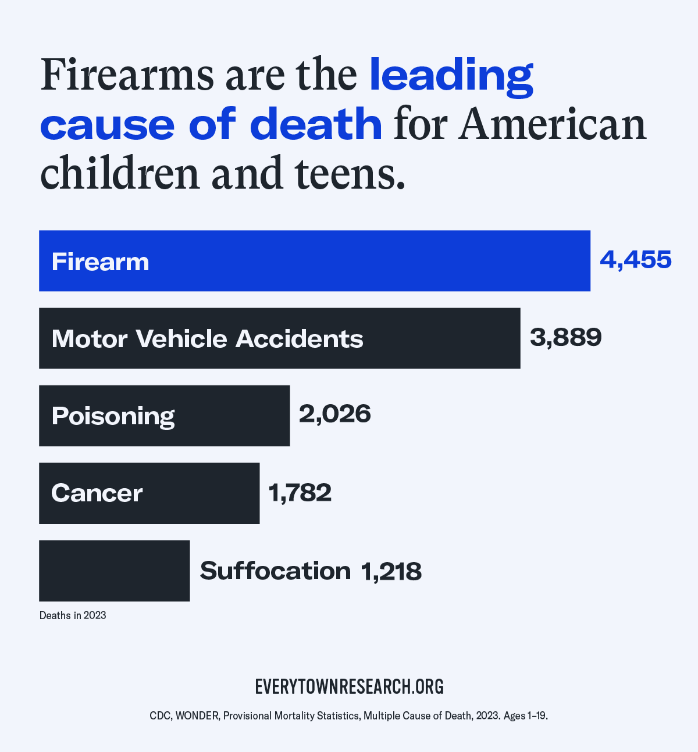 Firearms are the leading
cause of death for American
children and teens.
Firearm 4,455
Motor Vehicle Accidents 3,889
Poisoning 2,026
Cancer 1,782
Suffocation 1,218
Deaths in 2023
EVERYTOWNRESEARCH.ORG
CDC, WONDER, Provisional Mortality Statistics, Multiple Cause of Death, 2023. Ages 1–19.